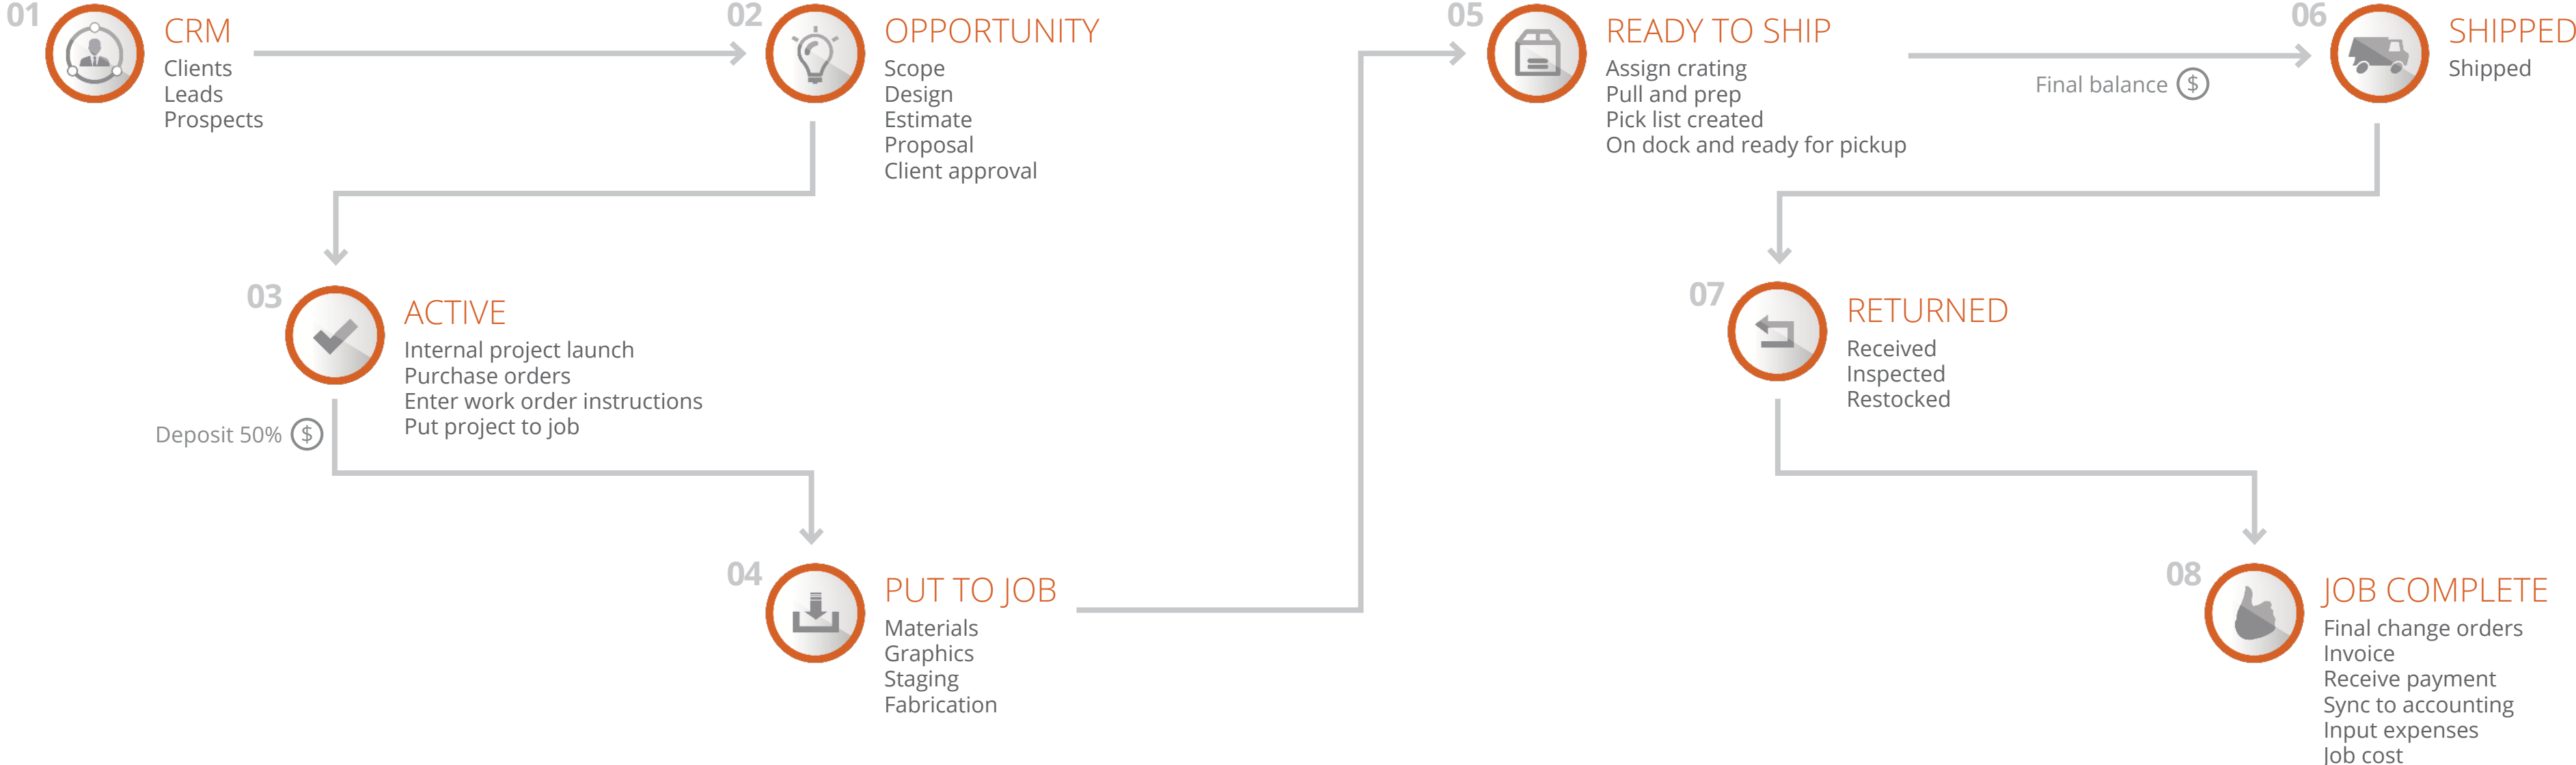 01
CRM
Clients
Leads
Prospects
02
OPPORTUNITY
Scope
Design
Estimate
Proposal
Client approval
03
ACTIVE
Internal project launch
Purchase orders
Enter work order instructions
Put project to job
Deposit 50% $
04
PUT TO JOB
Materials
Graphics
Staging
Fabrication
05
READY TO SHIP
Assign crating
Pull and prep
Pick list created
On dock and ready for pickup
Final balance $
06
SHIPPED
Shipped
07
RETURNED
Received
Inspected
Restocked
08
JOB COMPLETE
Final change orders
Invoice
Receive payment
Sync to accounting
Input expenses
Job cost